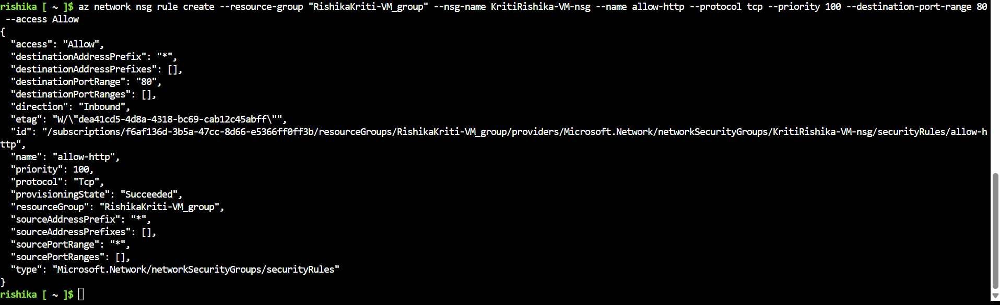 rishika [ ~ ]$ az network nsg rule create --resource-group "RishikaKriti-VM_group" --nsg-name KritiRishika-VM-nsg --name allow-http --protocol tcp --priority 100 --destination-port-range 80
 --access Allow
{
  "access": "Allow",
  "destinationAddressPrefix": "*",
  "destinationAddressPrefixes": [],
  "destinationPortRange": "80",
  "destinationPortRanges": [],
  "direction": "Inbound",
  "etag": "W/\"dea41cd5-4d8a-4318-bc69-cab12c45abff\"",
  "id": "/subscriptions/f6af136d-3b5a-47cc-8d66-e5366ff0ff3b/resourceGroups/RishikaKriti-VM_group/providers/Microsoft.Network/networkSecurityGroups/KritiRishika-VM-nsg/securityRules/allow-h
ttp",
  "name": "allow-http",
  "priority": 100,
  "protocol": "Tcp",
  "provisioningState": "Succeeded",
  "resourceGroup": "RishikaKriti-VM_group",
  "sourceAddressPrefix": "*",
  "sourceAddressPrefixes": [],
  "sourcePortRange": "*",
  "sourcePortRanges": [],
  "type": "Microsoft.Network/networkSecurityGroups/securityRules"
}
rishika [ ~ ]$